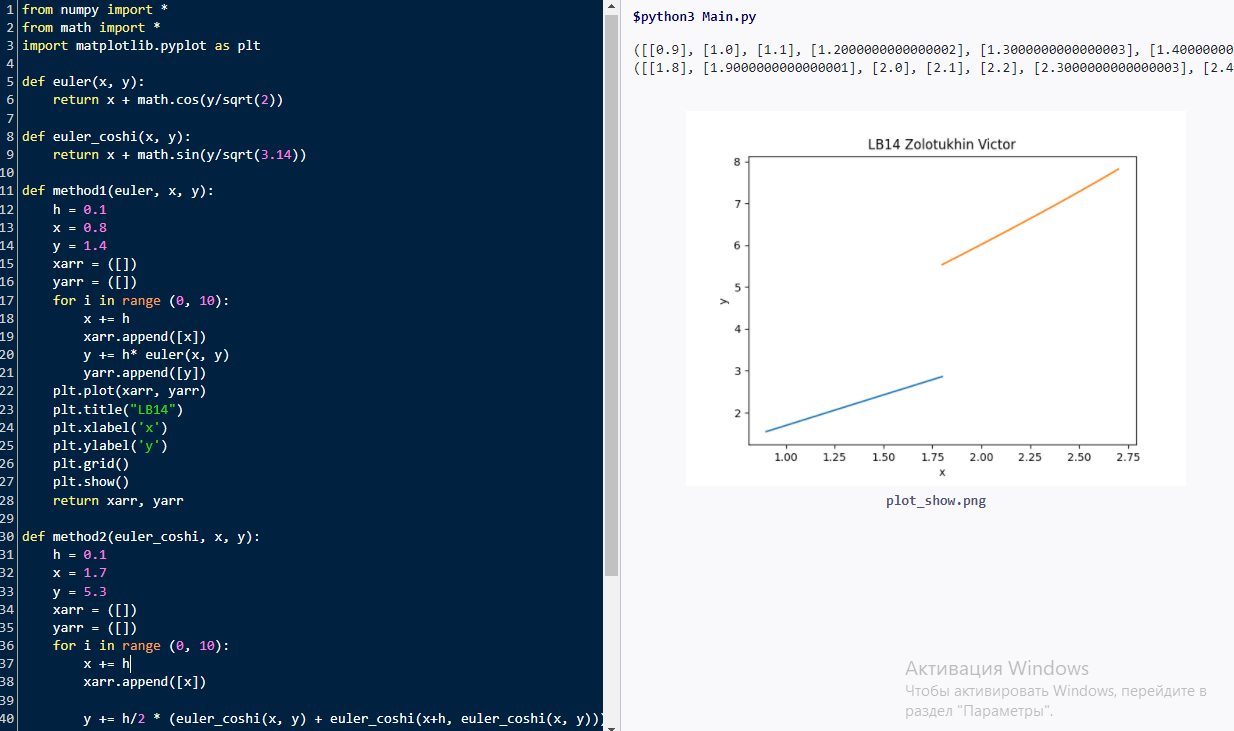 1 from numpy import *
2 from math import *
3 import matplotlib.pyplot as plt
4
5 def euler(x, y):
6     return x + math.cos(y/sqrt(2))
7
8 def euler_coshi(x, y):
9     return x + math.sin(y/sqrt(3.14))
10
11 def method1(euler, x, y):
12     h = 0.1
13     x = 0.8
14     y = 1.4
15     xarr = ([])
16     yarr = ([])
17     for i in range (0, 10):
18         x += h
19         xarr.append([x])
20         y += h* euler(x, y)
21         yarr.append([y])
22     plt.plot(xarr, yarr)
23     plt.title("LB14")
24     plt.xlabel('x')
25     plt.ylabel('y')
26     plt.grid()
27     plt.show()
28     return xarr, yarr
29
30 def method2(euler_coshi, x, y):
31     h = 0.1
32     x = 1.7
33     y = 5.3
34     xarr = ([])
35     yarr = ([])
36     for i in range (0, 10):
37         x += h
38         xarr.append([x])
39
40         y += h/2 * (euler_coshi(x, y) + euler_coshi(x+h, euler_coshi(x, y)))
$python3 Main.py
([[0.9], [1.0], [1.1], [1.2000000000000002], [1.3000000000000003], [1.40000000
([[1.8], [1.9000000000000001], [2.0], [2.1], [2.2], [2.3000000000000003], [2.4
LB14 Zolotukhin Victor
8
7
6
5
4
3
2
y
1.00 1.25 1.50 1.75 2.00 2.25 2.50 2.75
x
plot_show.png
Активация Windows
Чтобы активировать Windows, перейдите в
раздел "Параметры".